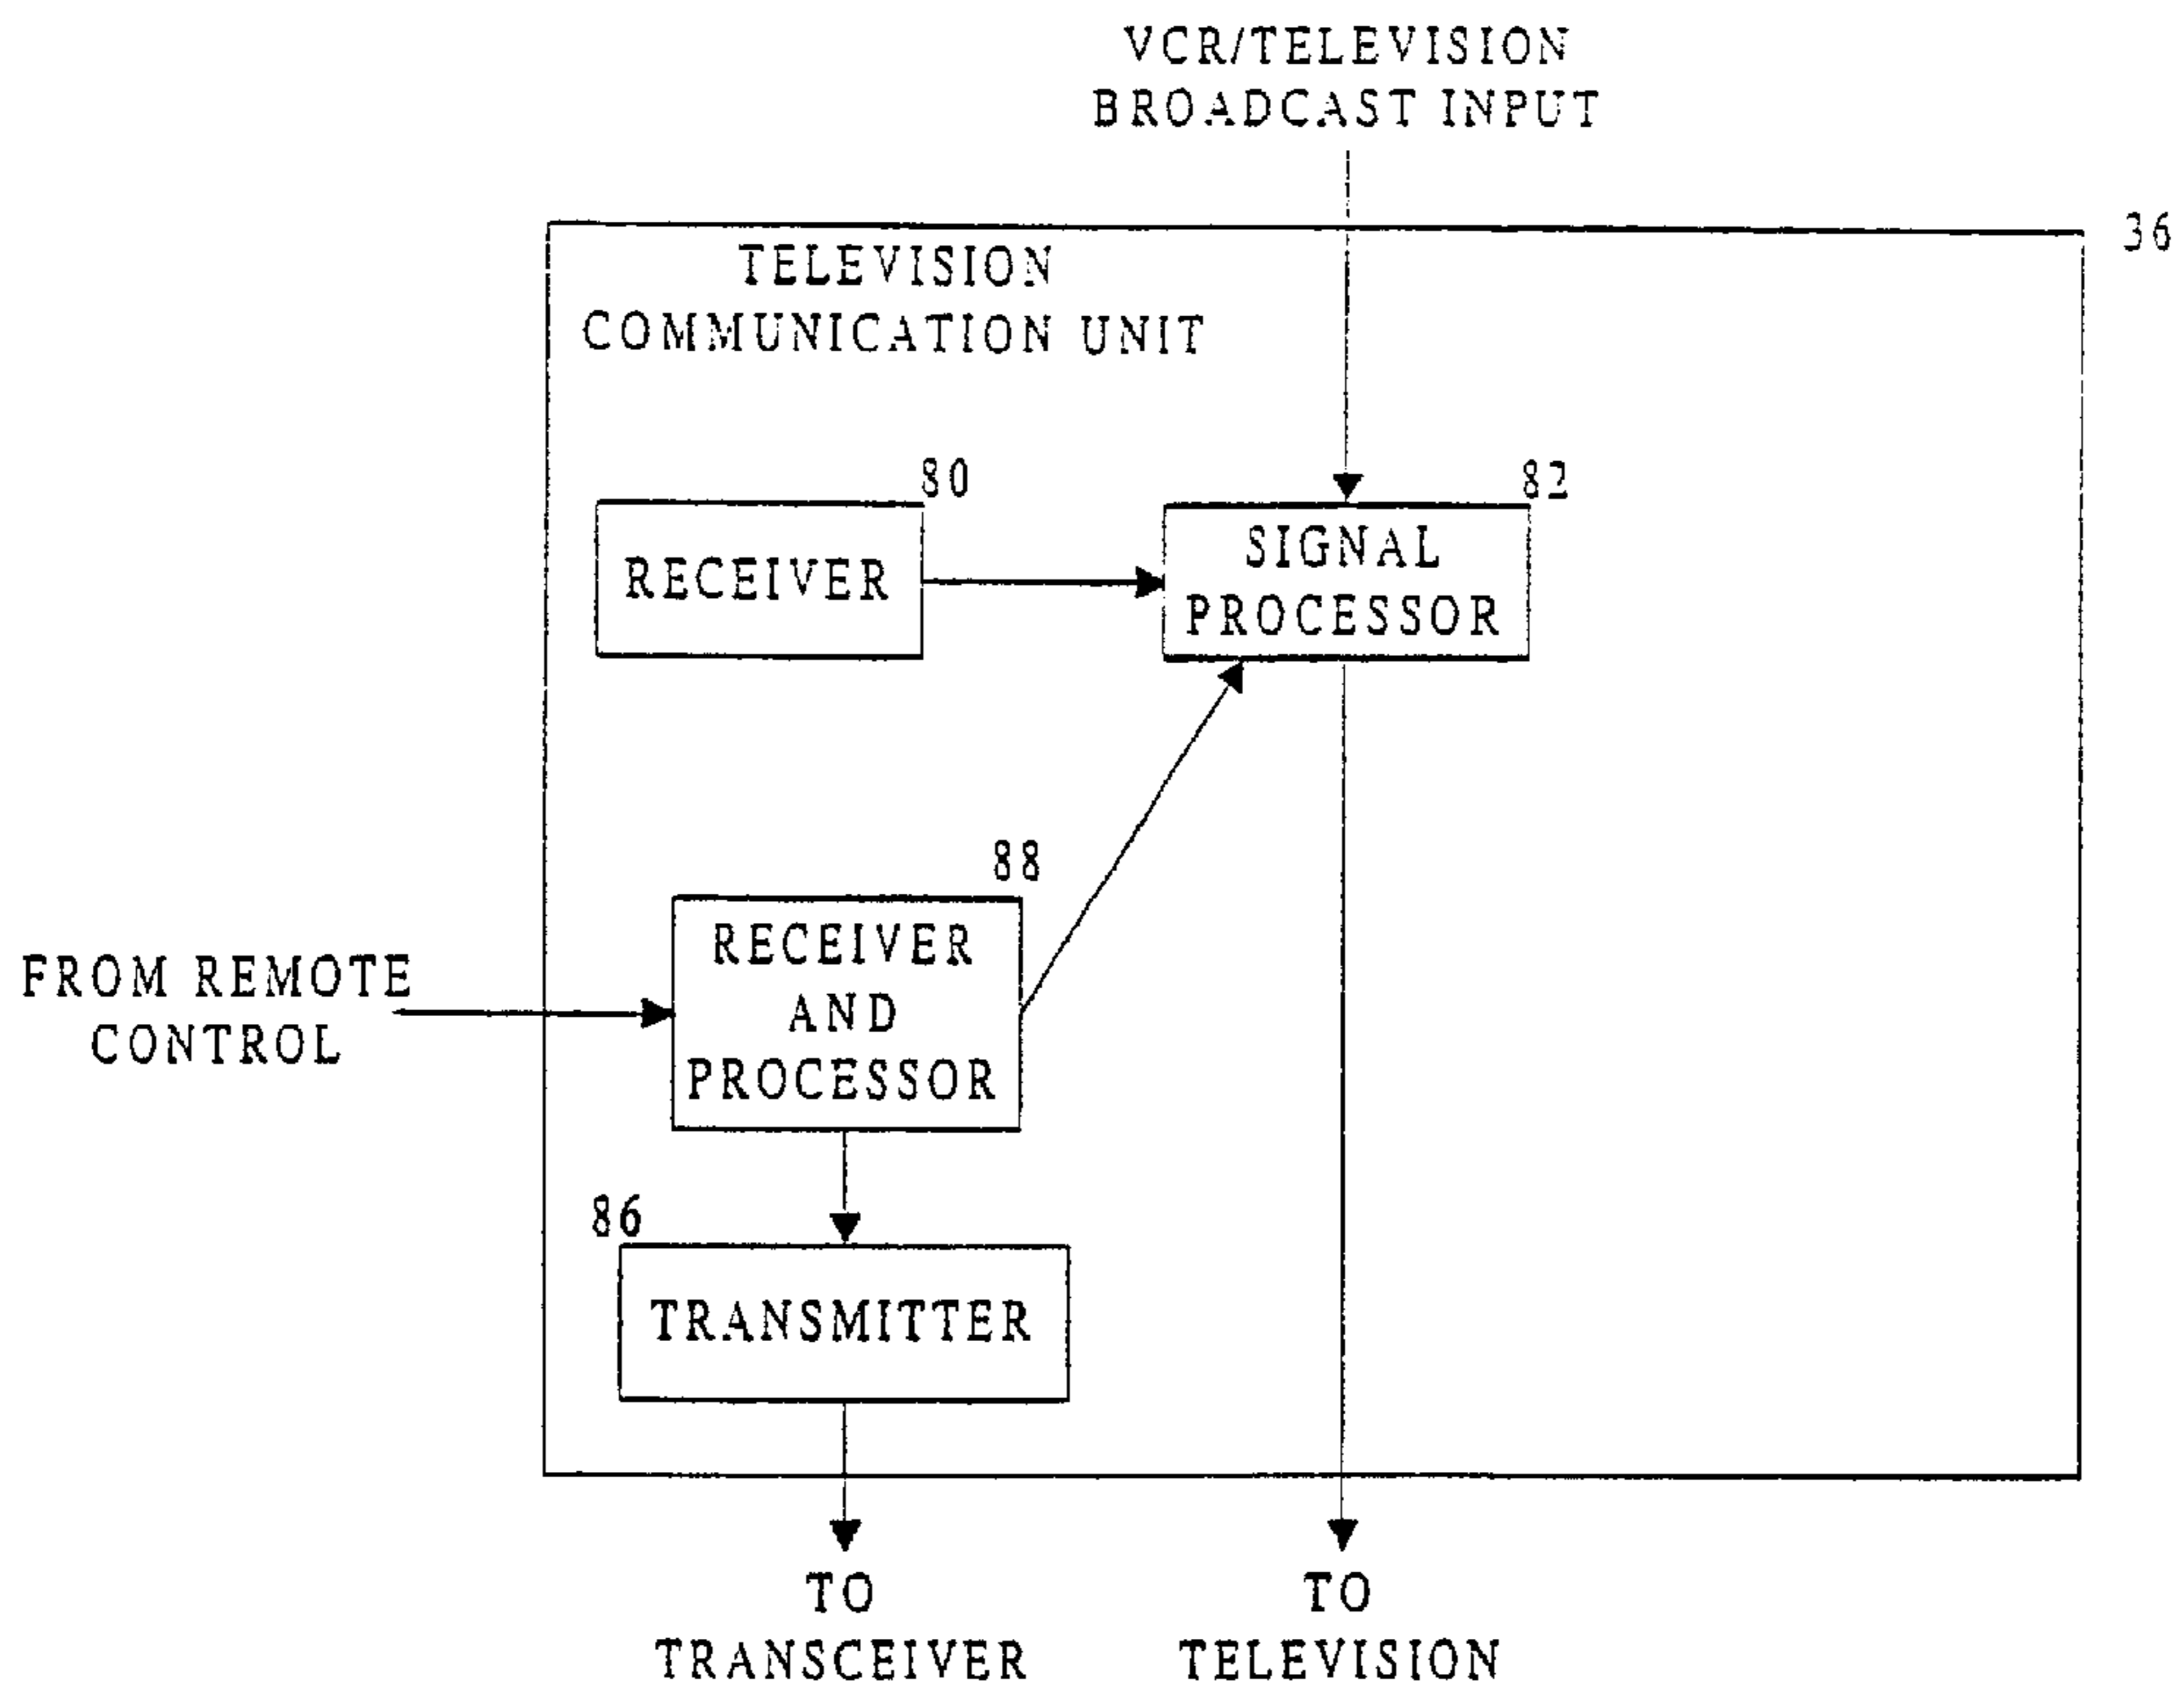 VCR/TELEVISION
BROADCAST INPUT
36
TELEVISION
COMMUNICATION UNIT
80
82
RECEIVER
SIGNAL
PROCESSOR
88
RECEIVER
AND
PROCESSOR
FROM REMOTE
CONTROL
86
TRANSMITTER
TO
TRANSCEIVER
TO
TELEVISION